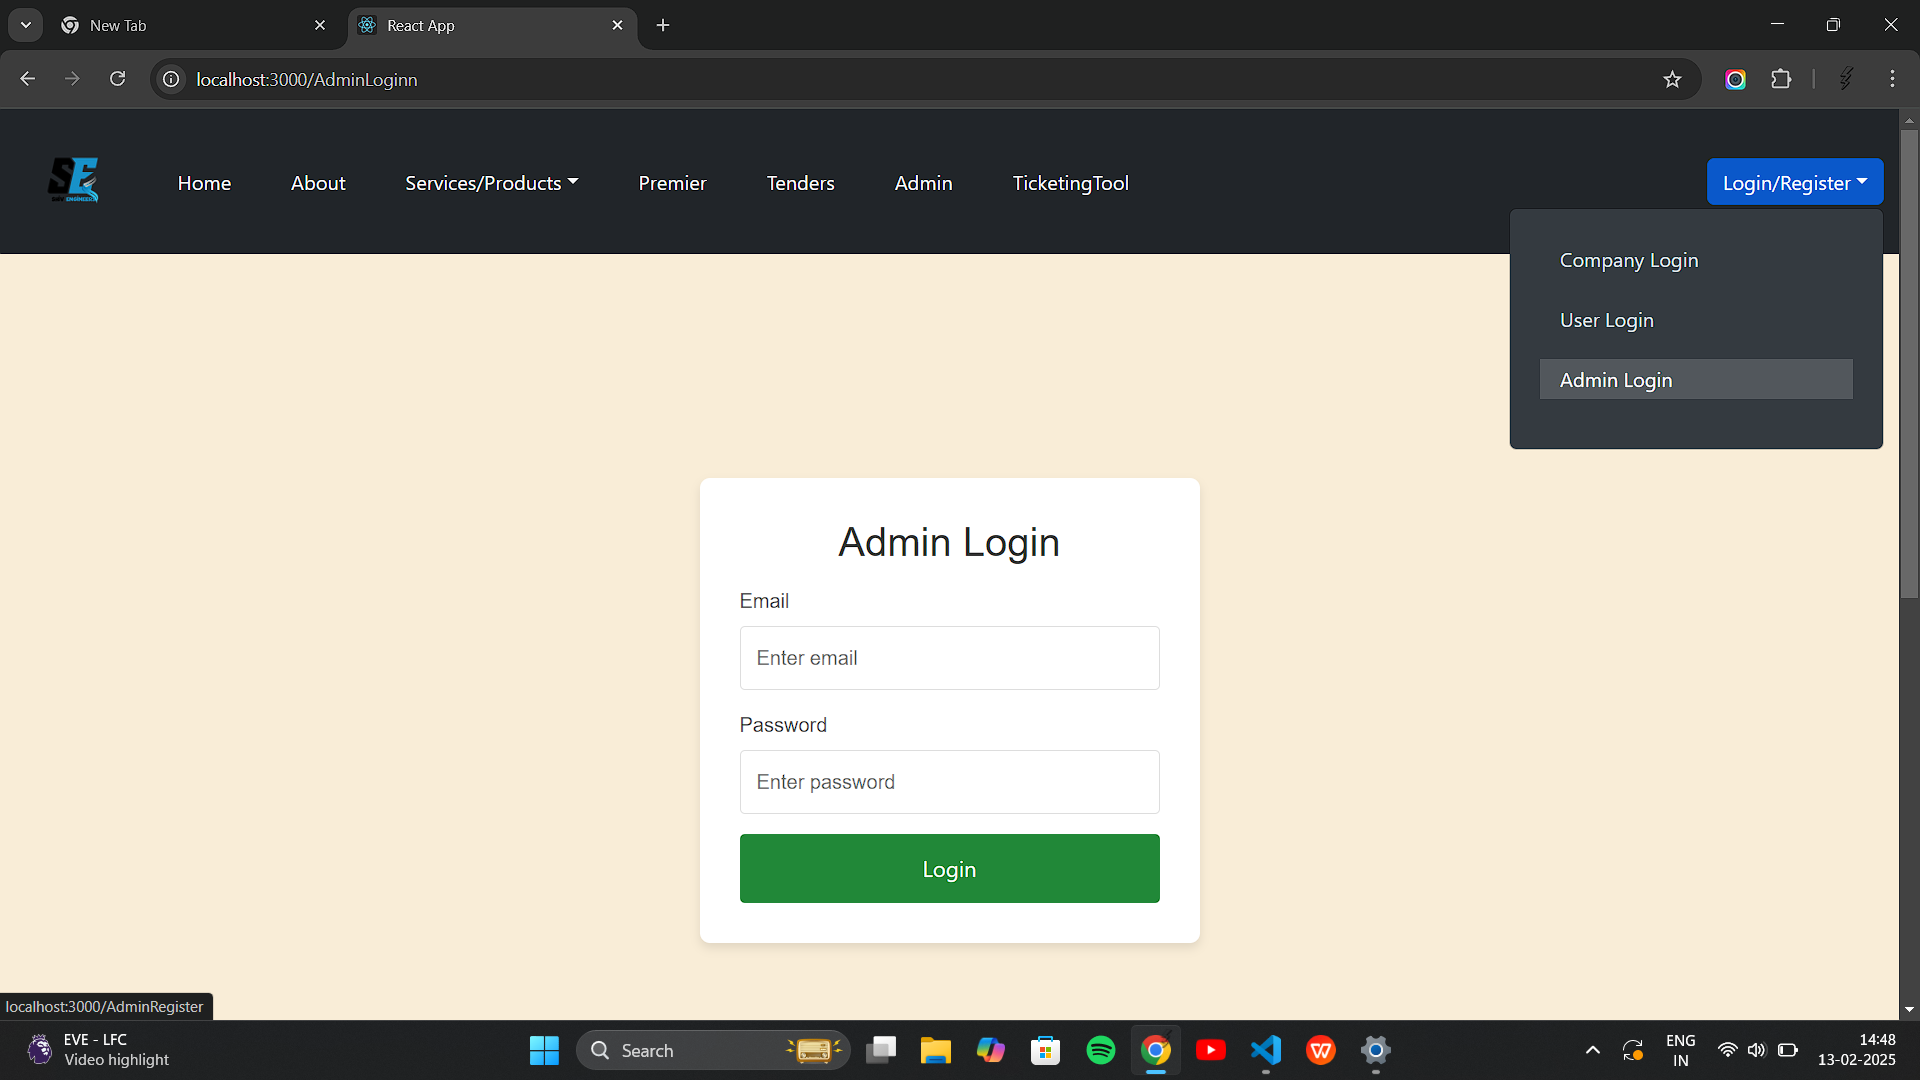 New Tab
React App
localhost:3000/AdminLoginn
SE
Home
About
Services/Products
Premier
Tenders
Admin
TicketingTool
Login/Register
Company Login
User Login
Admin Login
Admin Login
Email
Enter email
Password
Enter password
Login
localhost:3000/AdminRegister
EVE - LFC
Video highlight
Search
W
ENG
IN
14:48
13-02-2025